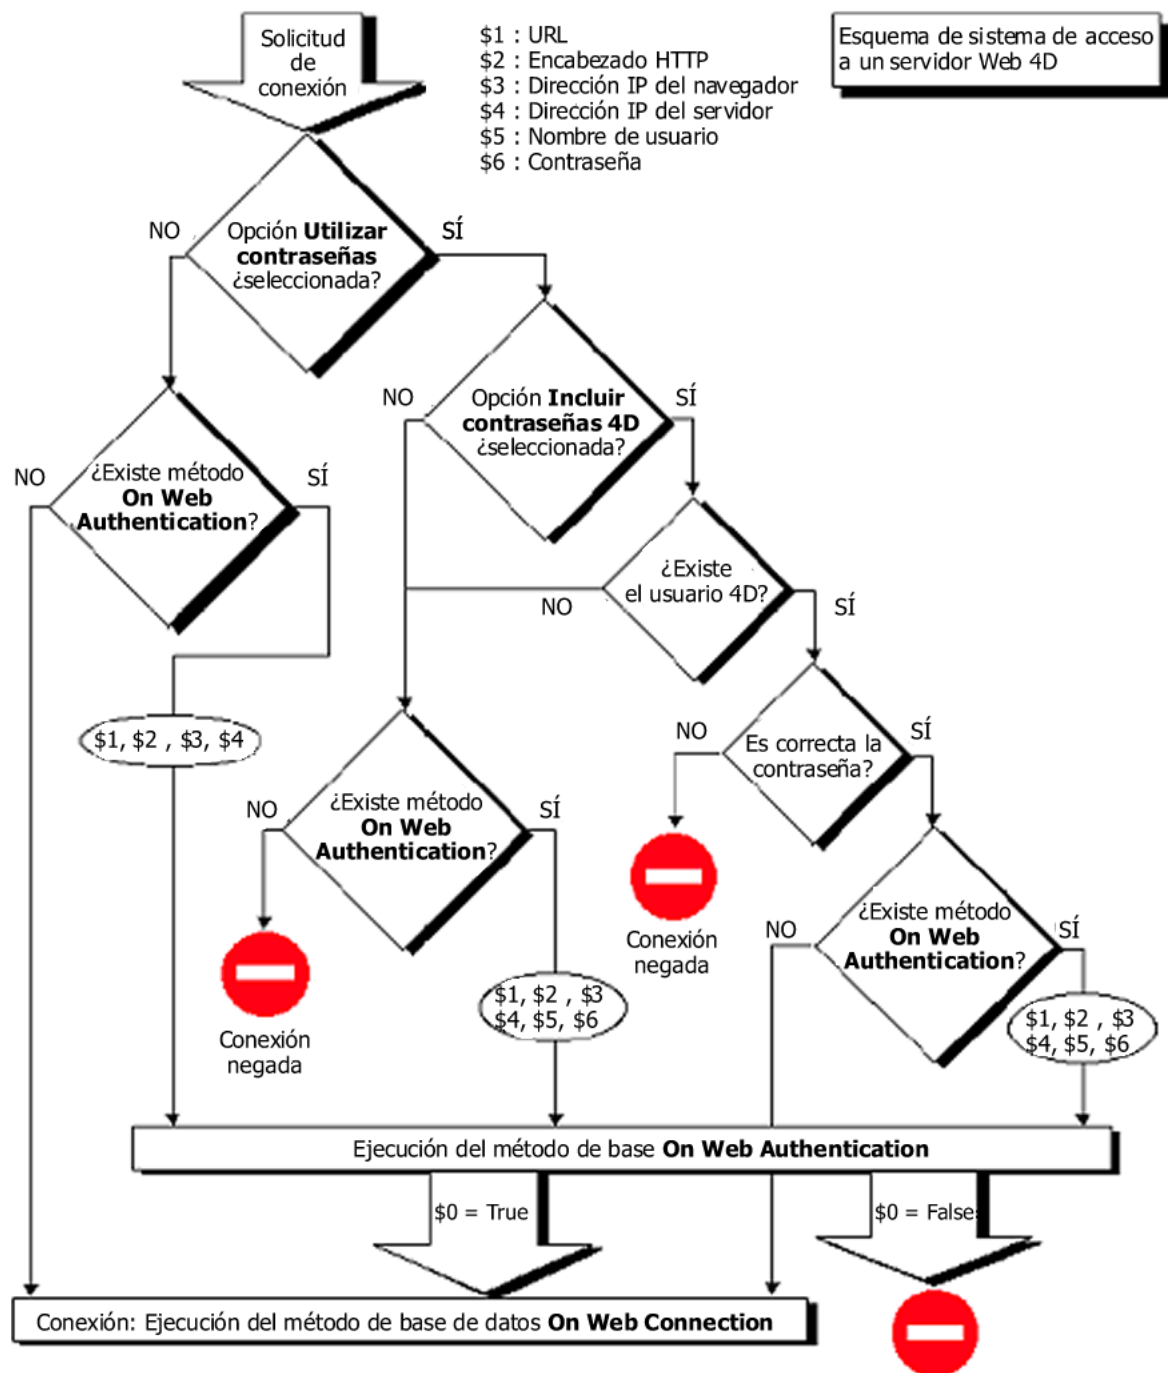 Solicitud
de
conexión
$1 : URL
$2 : Encabezado HTTP
$3 : Dirección IP del navegador
$4 : Dirección IP del servidor
$5 : Nombre de usuario
$6 : Contraseña
Esquema de sistema de acceso
a un servidor Web 4D
NO
Opción Utilizar
contraseñas
¿seleccionada?
SÍ
NO
Opción Incluir
contraseñas 4D
¿seleccionada?
SÍ
NO
¿Existe método
On Web
Authentication?
SÍ
¿Existe
el usuario 4D?
NO
SÍ
$1, $2 , $3, $4
NO
Es correcta la
contraseña?
SÍ
NO
¿Existe método
On Web
Authentication?
SÍ
Conexión
negada
NO
¿Existe método
On Web
Authentication?
SÍ
Conexión
negada
$1, $2 , $3
$4, $5, $6
$1, $2 , $3
$4, $5, $6
Ejecución del método de base On Web Authentication
$0 = True
$0 = False
Conexión: Ejecución del método de base de datos On Web Connection